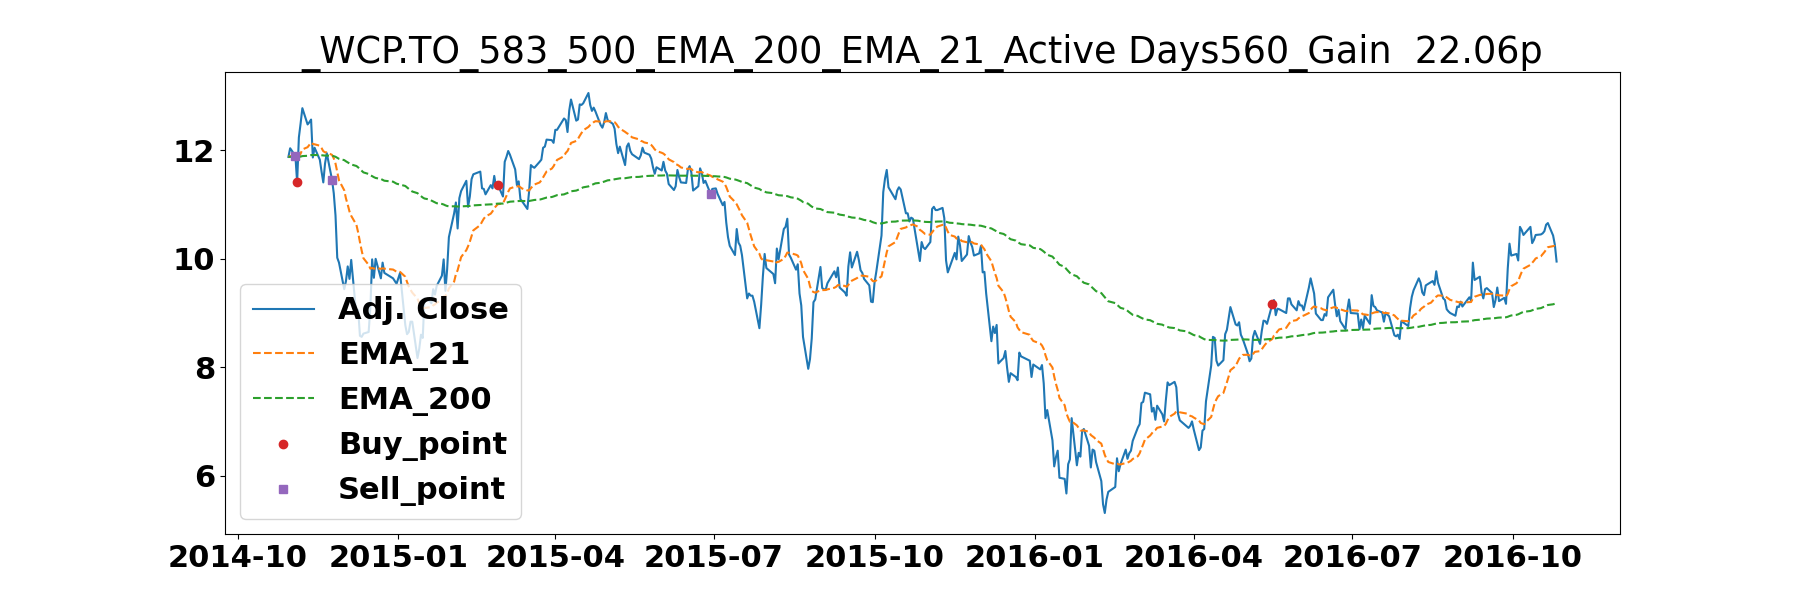 _WCP.TO_583_500_EMA_200_EMA_21_Active Days560_Gain  22.06p
12
10
8
6
Adj. Close
EMA_21
EMA_200
Buy_point
Sell_point
2014-10 2015-01 2015-04 2015-07 2015-10 2016-01 2016-04 2016-07 2016-10